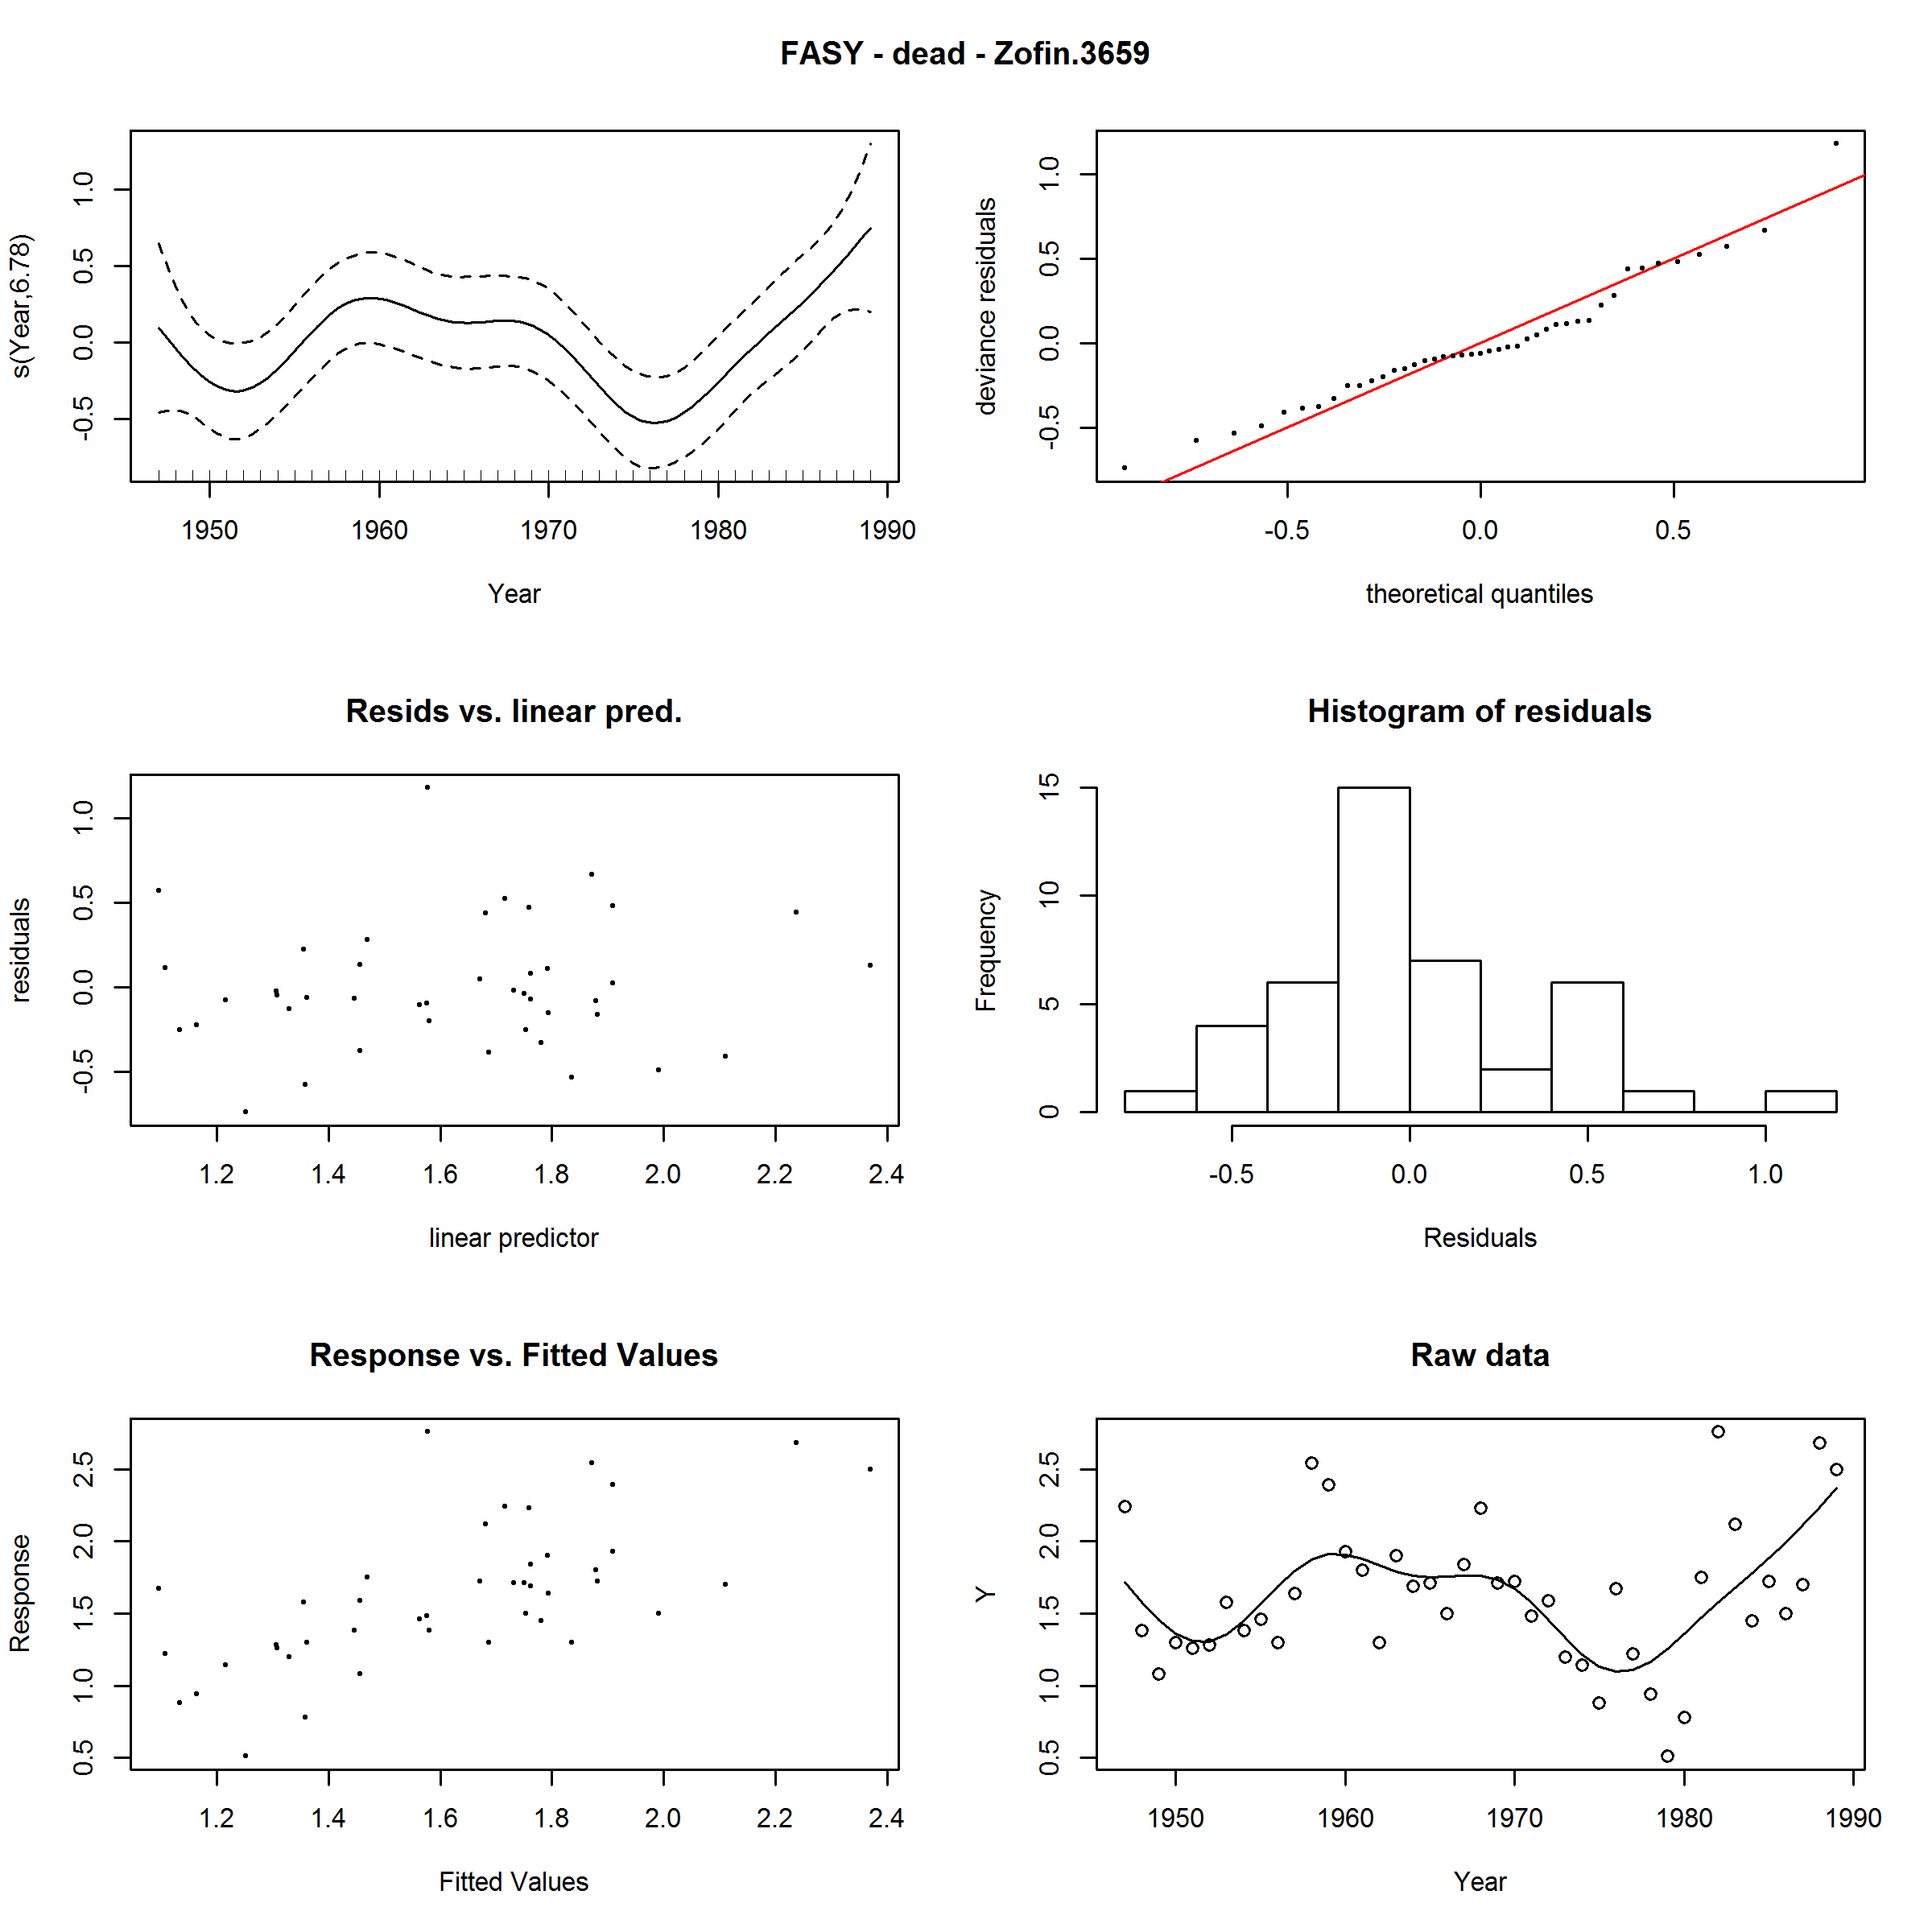 FASY - dead - Zofin.3659
s(Year,6.78)
-0.5 0.0 0.5 1.0
1950 1960 1970 1980 1990
Year
deviance residuals
-0.5 0.0 0.5 1.0
-0.5 0.0 0.5
theoretical quantiles
Resids vs. linear pred.
residuals
-0.5 0.0 0.5 1.0
1.2 1.4 1.6 1.8 2.0 2.2 2.4
linear predictor
Histogram of residuals
Frequency
0 5 10 15
-0.5 0.0 0.5 1.0
Residuals
Response vs. Fitted Values
Response
0.5 1.0 1.5 2.0 2.5
1.2 1.4 1.6 1.8 2.0 2.2 2.4
Fitted Values
Raw data
Y
0.5 1.0 1.5 2.0 2.5
1950 1960 1970 1980 1990
Year